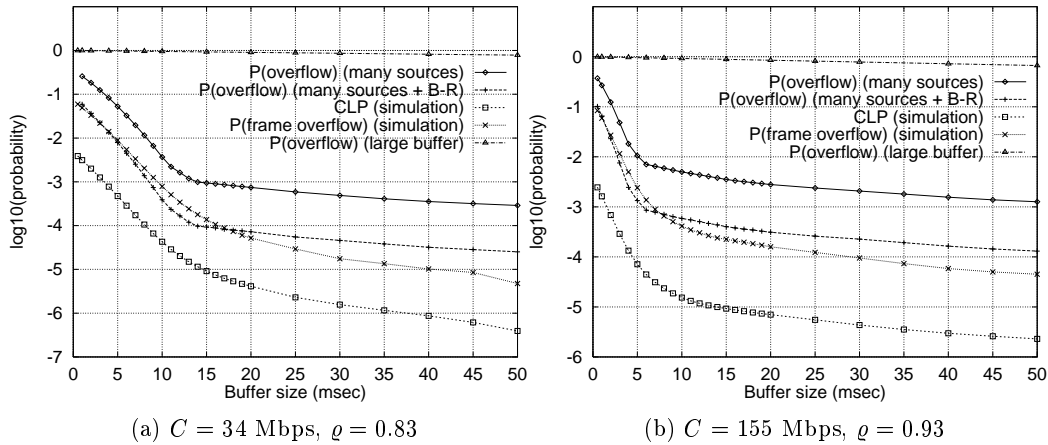 0
-1
-2
-3
-4
-5
-6
-7
log10(probability)
0 5 10 15 20 25 30 35 40 45 50
Buffer size (msec)
P(overflow) (many sources)
P(overflow) (many sources + B-R)
CLP (simulation)
P(frame overflow) (simulation)
P(overflow) (large buffer)
(a) C = 34 Mbps, ϱ = 0.83
1
0
-1
-2
-3
-4
-5
-6
log10(probability)
0 5 10 15 20 25 30 35 40 45 50
Buffer size (msec)
P(overflow) (many sources)
P(overflow) (many sources + B-R)
CLP (simulation)
P(frame overflow) (simulation)
P(overflow) (large buffer)
(b) C = 155 Mbps, ϱ = 0.93